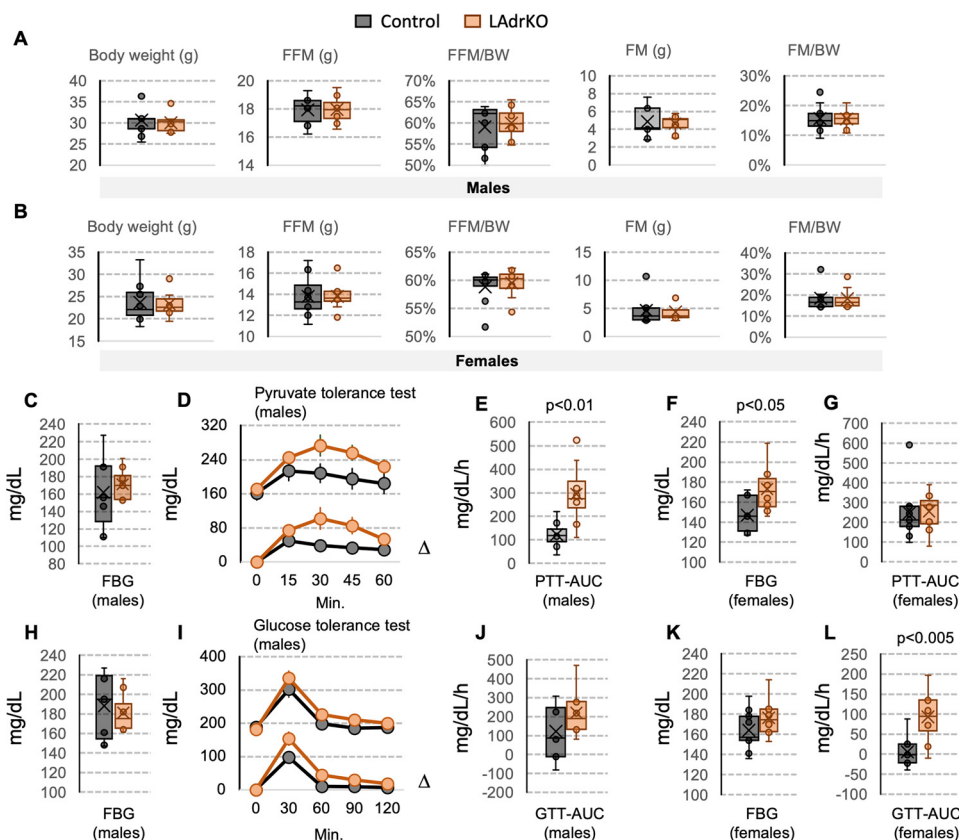 Control LAdrKO
A
Body weight (g) FFM (g) FFM/BW FM (g) FM/BW
40 20 70% 10 30%
35 18 65% 8 20%
30 16 60% 6 10%
25 14 55% 4 0%
20 50% 2
0
Males
B
Body weight (g) FFM (g) FFM/BW FM (g) FM/BW
35 18 65% 15 40%
30 16 60% 10 30%
25 14 55% 5 20%
20 12 50% 0 10%
15 10 0%
C D E F G
Pyruvate tolerance test
(males)
p<0.01 p<0.05
mg/dL mg/dL mg/dL/h mg/dL mg/dL/h
240 320 600 240 700
220 240 500 220 600
200 160 400 200 500
180 80 300 180 400
160 0 200 160 300
140 100 140 200
120 0 120 100
100 100 0
80
Δ
0 15 30 45 60
Min.
FBG PTT-AUC FBG PTT-AUC
(males) (males) (females) (females)
Females
H I J K L
Glucose tolerance test
(males)
p<0.005
mg/dL mg/dL mg/dL/h mg/dL mg/dL/h
240 400 500 240 250
220 300 400 220 200
200 200 300 200 150
180 100 200 180 100
160 0 100 160 50
140 0 140 0
120 -100 120 -50
100 -200 100 -100
Δ
0 30 60 90 120
Min.
FBG GTT-AUC FBG GTT-AUC
(males) (males) (females) (females)